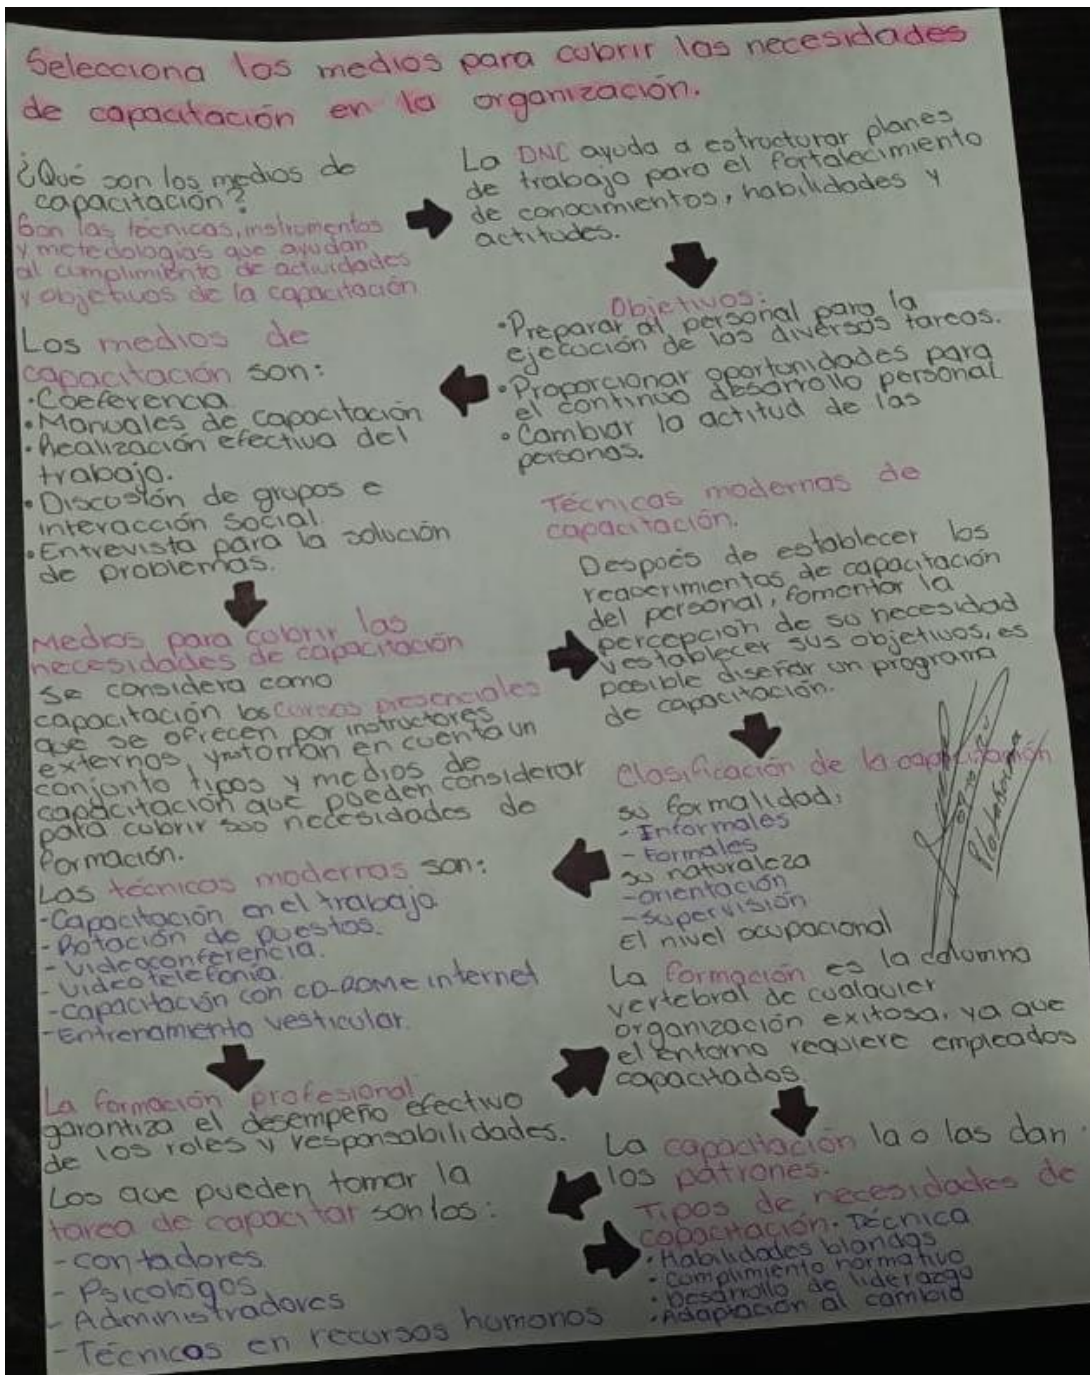 Selecciona los medios para cubrir las necesidades
de capacitación en la organización.
¿Qué son los medios de
capacitación?
Son las técnicas, instrumentos
y metedologias que ayudan
al cumplimiento de actividades
y objetivos de la capacitación
La DNC ayuda a estructurar planes
de trabajo para el fortalecimiento
de conocimientos, habilidades y
actitudes.
Objetivos:
•Preparar al personal para la
ejecución de las diversas tareas.
•Proporcionar oportunidades para
el continuo desarrollo personal
•Cambiar la actitud de las
personas.
Los medios de
capacitación son:
•Coeferencia
•Manuales de capacitación
•Realización efectiva del
trabajo.
•Discusión de grupos e
interacción social.
•Entrevista para la solución
de problemas.
Medios para cubrir las
necesidades de capacitación
se considera como
capacitación los cursos presenciales
que se ofrecen por instructores
externos, y no toman en cuenta un
conjunto tipos y medios de
capacitación que pueden considerar
para cubrir sus necesidades de
formación.
Técnicas modernas de
capacitación.
Después de establecer los
requerimientos de capacitación
del personal, fomentar la
percepción de su necesidad
y establecer sus objetivos, es
posible diseñar un programa
de capacitación.
Clasificación de la capacitación
su formalidad:
- Informales
- Formales
su naturaleza
-orientación
-supervisión
El nivel ocupacional
Las técnicas modernas son:
-Capacitación en el trabajo
- Rotación de puestos.
- Videoconferencia.
- Video telefonía.
-capacitación con CD-ROM e internet
-Entrenamiento vesticular.
La formación profesional
garantiza el desempeño efectivo
de los roles y responsabilidades.
La formación es la columna
vertebral de cualquier
organización exitosa, ya que
el entorno requiere empleados
capacitados.
La capacitación la o las dan
los patrones.
Los que pueden tomar la
tarea de capacitar son los:
- contadores
- Psicológos
- Administradores
- Técnicos en recursos humanos
Tipos de necesidades de
capacitación. Técnica
•Habilidades blandas
•Cumplimiento normativo
•Desarrollo de liderazgo
•Adaptación al cambio